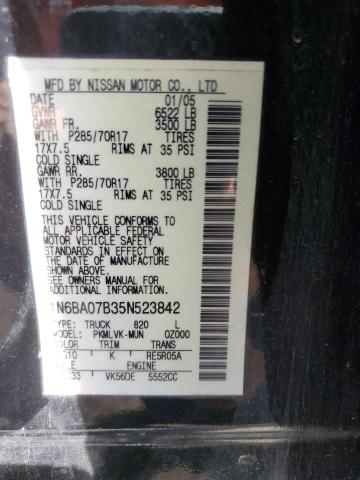 MFD BY NISSAN MOTOR CO., LTD
DATE 01/05
GVWR 6522 LB
GAWR FR. 3500 LB
WITH P285/70R17 TIRES
17X7.5 RIMS AT 35 PSI
COLD SINGLE
GAWR RR. 3800 LB
WITH P285/70R17 TIRES
17X7.5 RIMS AT 35 PSI
COLD SINGLE
THIS VEHICLE CONFORMS TO
ALL APPLICABLE FEDERAL
MOTOR VEHICLE SAFETY
STANDARDS IN EFFECT ON
THE DATE OF MANUFACTURE
SEE OWNERS MANUAL FOR
ADDITIONAL INFORMATION.
1N6BA07B35N523842
TYPE: TRUCK 820 L
PKMLVK-MUN 0Z000
COLOR TRIM TRANS
K RE5R05A
ENGINE
33 VK56DE 5552CC